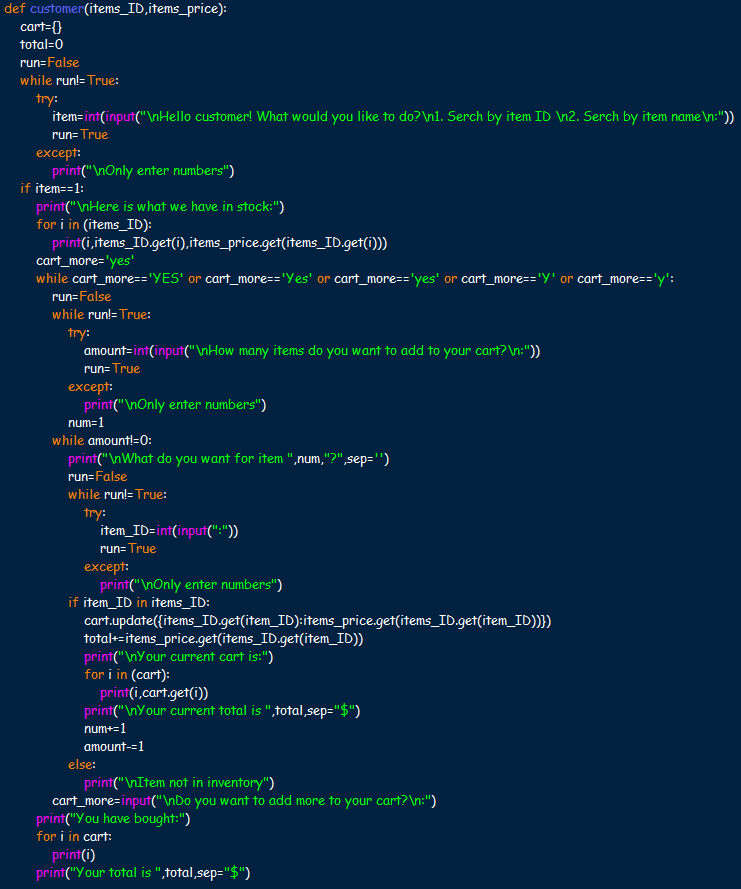 def customer(items_ID,items_price):
    cart={}
    total=0
    run=False
    while run!=True:
        try:
            item=int(input("\nHello customer! What would you like to do?\n1. Serch by item ID \n2. Serch by item name\n:"))
            run=True
        except:
            print("\nOnly enter numbers")
    if item==1:
        print("\nHere is what we have in stock:")
        for i in (items_ID):
            print(i,items_ID.get(i),items_price.get(items_ID.get(i)))
        cart_more='yes'
        while cart_more=='YES' or cart_more=='Yes' or cart_more=='yes' or cart_more=='Y' or cart_more=='y':
            run=False
            while run!=True:
                try:
                    amount=int(input("\nHow many items do you want to add to your cart?\n:"))
                    run=True
                except:
                    print("\nOnly enter numbers")
                num=1
            while amount!=0:
                print("\nWhat do you want for item ",num,"?",sep='')
                run=False
                while run!=True:
                    try:
                        item_ID=int(input(":"))
                        run=True
                    except:
                        print("\nOnly enter numbers")
                if item_ID in items_ID:
                    cart.update({items_ID.get(item_ID):items_price.get(items_ID.get(item_ID))})
                    total+=items_price.get(items_ID.get(item_ID))
                    print("\nYour current cart is:")
                    for i in (cart):
                        print(i,cart.get(i))
                    print("\nYour current total is ",total,sep="$")
                    num+=1
                    amount-=1
                else:
                    print("\nItem not in inventory")
            cart_more=input("\nDo you want to add more to your cart?\n:")
        print("You have bought:")
        for i in cart:
            print(i)
        print("Your total is ",total,sep="$")